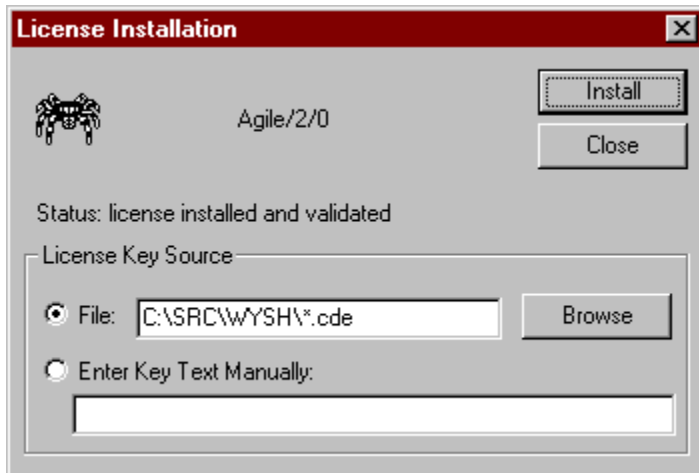 License Installation
Install
Agile/2/0
Close
Status: license installed and validated
License Key Source
File: C:\SRC\WYSH\*.cde Browse
Enter Key Text Manually: